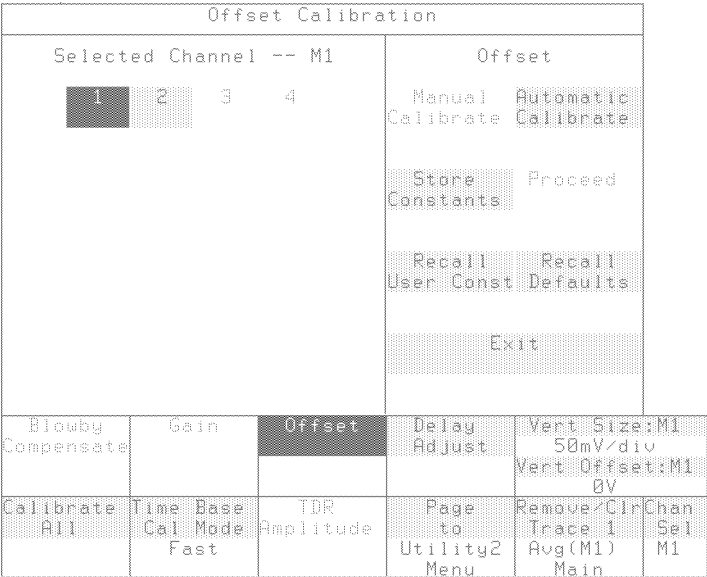 Offset Calibration
Selected Channel -- M1
1 2 3 4
Offset
Manual Calibrate
Automatic Calibrate
Store Constants
Proceed
Recall User Const
Recall Defaults
Exit
Blowby Compensate
Gain
Offset
Delay Adjust
Vert Size:M1
50mV/div
Vert Offset:M1
0V
Calibrate All
Time Base Cal Mode
Fast
TDR Amplitude
Page to Utility2 Menu
Remove/Clr Trace 1
Avg(M1)
Main
Chan Sel
M1